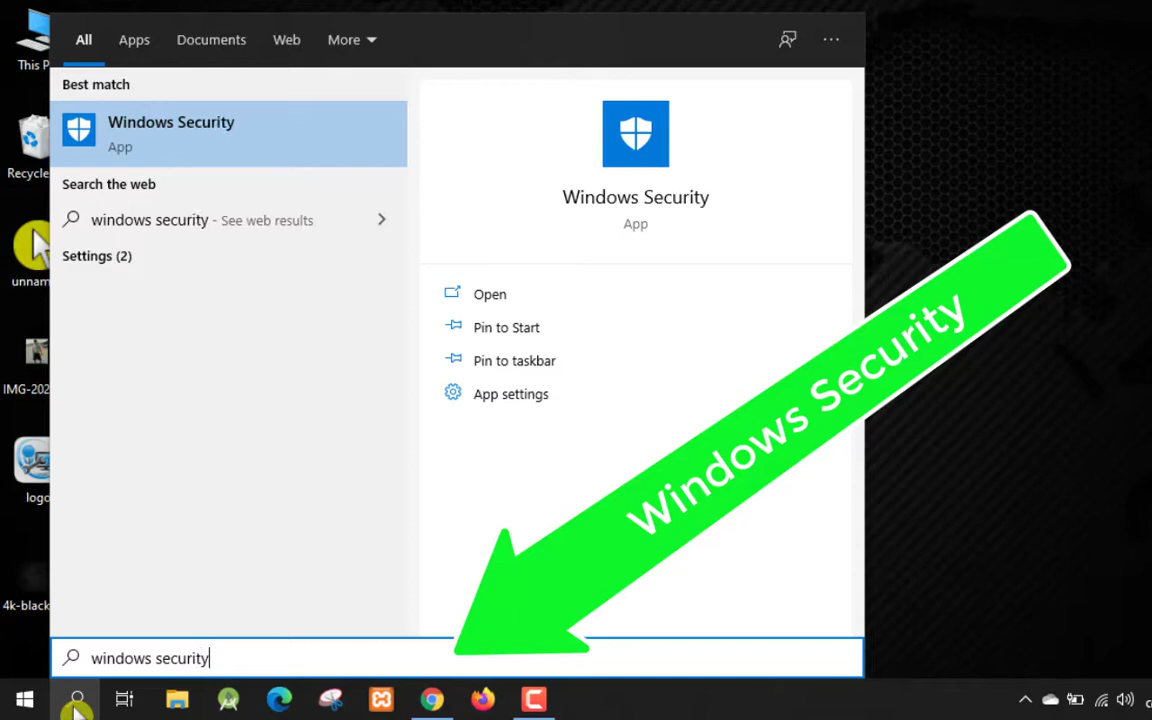 This P
All Apps Documents Web More
Best match
Windows Security
App
Search the web
windows security - See web results
Settings (2)
Windows Security
App
Open
Pin to Start
Pin to taskbar
App settings
Recycle
unnam
IMG-202
logo
4k-black
Windows Security
windows security